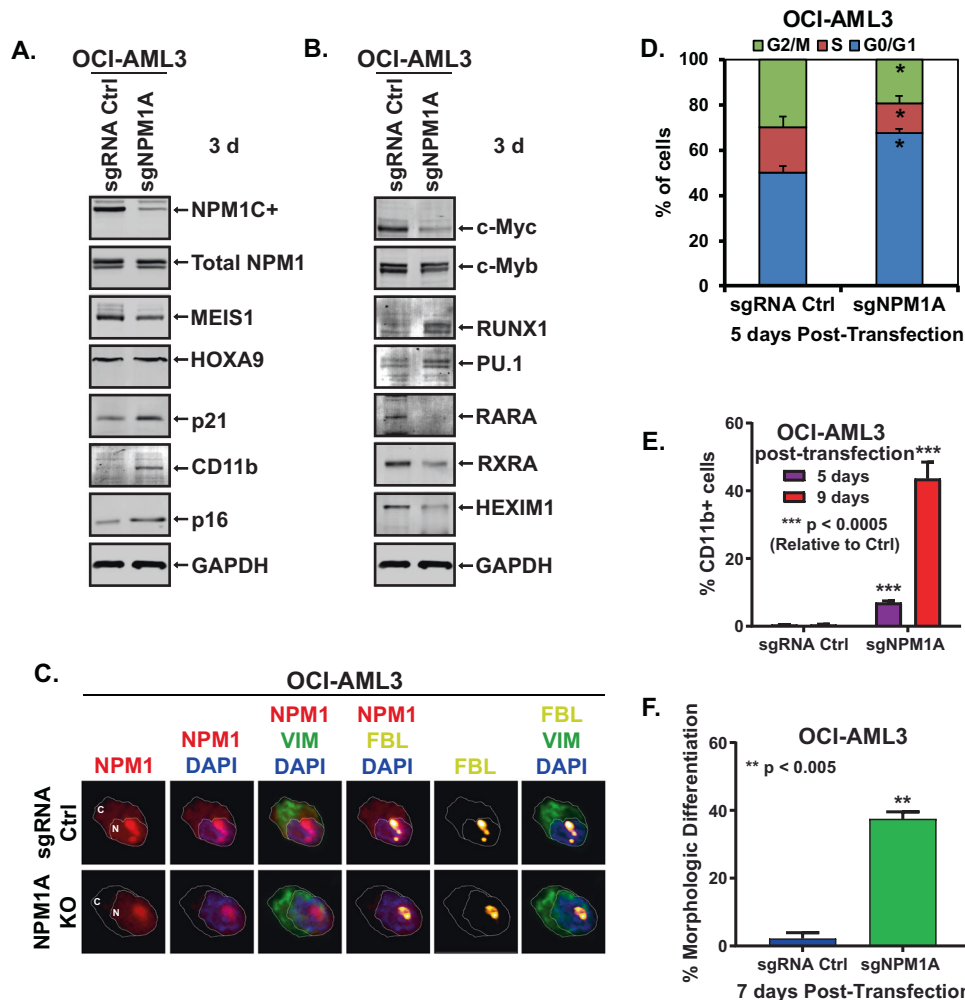 A.
OCI-AML3
sgRNA Ctrl
sgNPM1A
3 d
NPM1C+
Total NPM1
MEIS1
HOXA9
p21
CD11b
p16
GAPDH
B.
OCI-AML3
sgRNA Ctrl
sgNPM1A
3 d
c-Myc
c-Myb
RUNX1
PU.1
RARA
RXRA
HEXIM1
GAPDH
C.
OCI-AML3
NPM1
NPM1
DAPI
NPM1
VIM
DAPI
NPM1
FBL
DAPI
FBL
FBL
VIM
DAPI
sgRNA
Ctrl
C
N
NPM1A
KO
C
N
D.
OCI-AML3
G2/M S G0/G1
% of cells
100
80
60
40
20
0
*
*
*
sgRNA Ctrl sgNPM1A
5 days Post-Transfection
E.
OCI-AML3
post-transfection
5 days
9 days
*** p < 0.0005
(Relative to Ctrl)
% CD11b+ cells
60
40
20
0
***
***
sgRNA Ctrl sgNPM1A
F.
OCI-AML3
** p < 0.005
% Morphologic Differentiation
60
40
20
0
**
sgRNA Ctrl sgNPM1A
7 days Post-Transfection